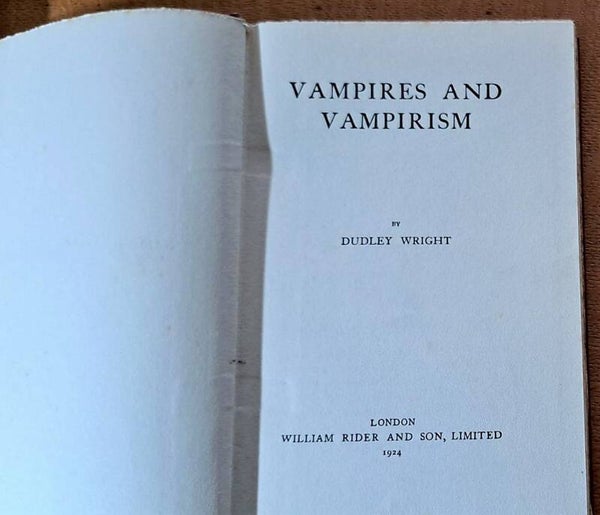 VAMPIRES AND
VAMPIRISM
BY
DUDLEY WRIGHT
LONDON
WILLIAM RIDER AND SON, LIMITED
1924